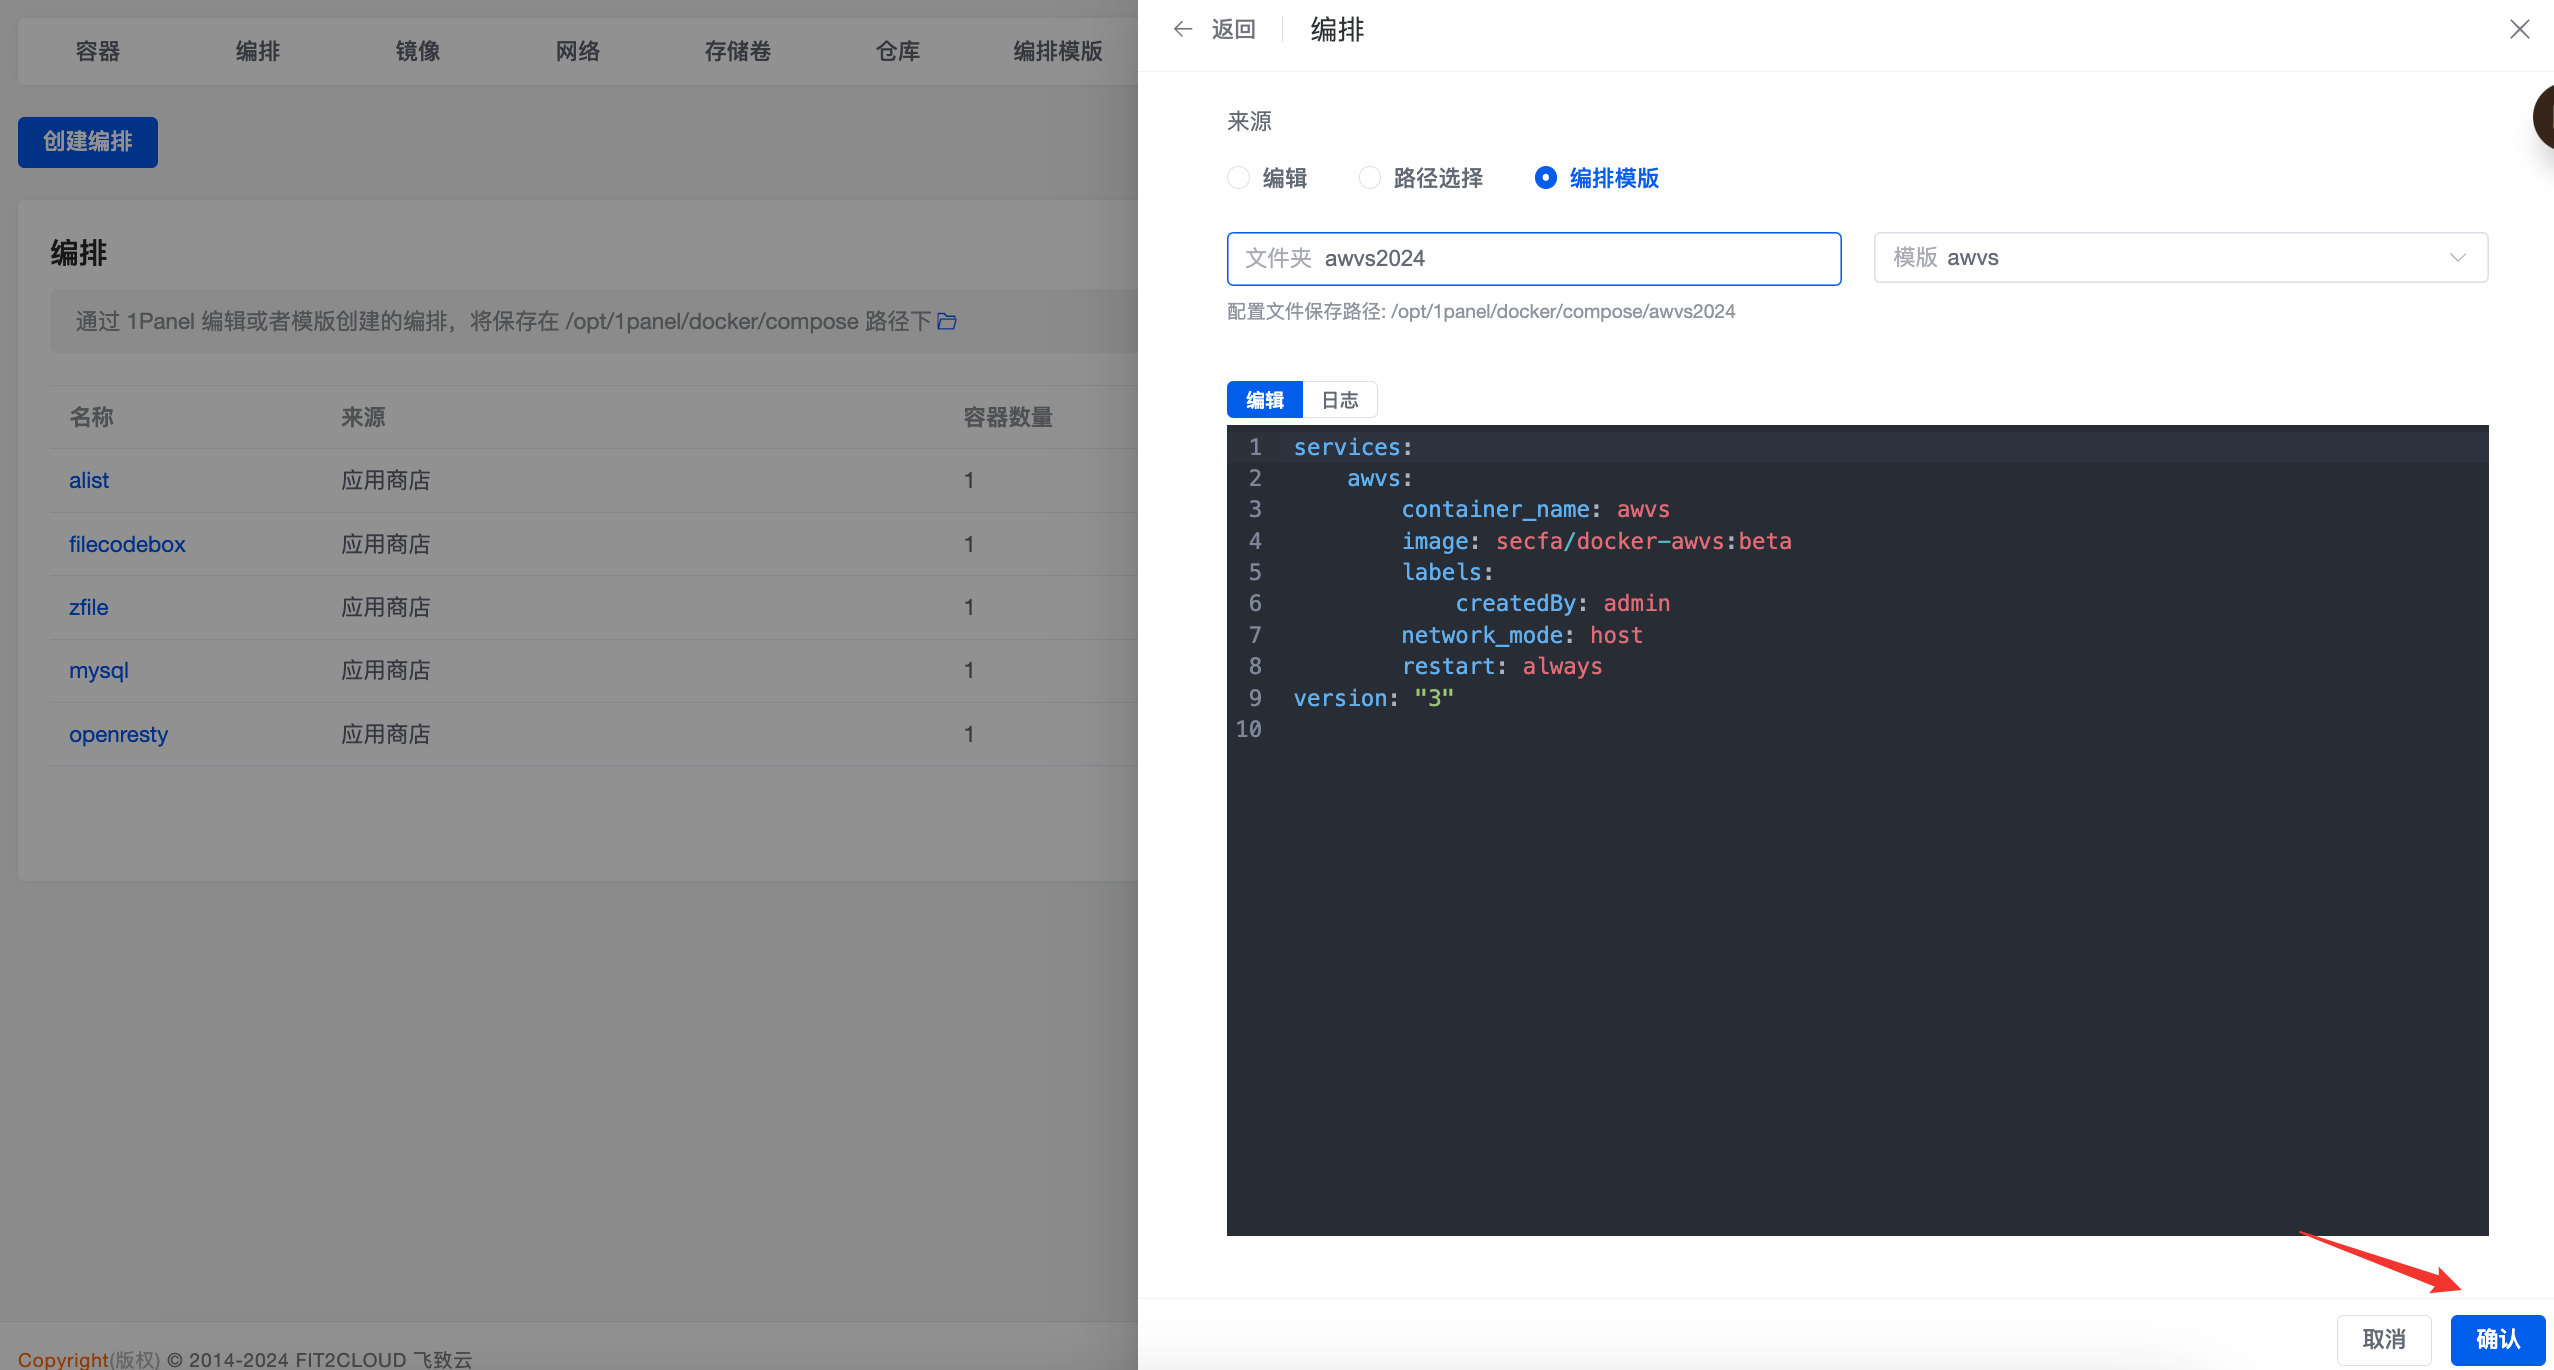 容器 编排 镜像 网络 存储卷 仓库 编排模版
创建编排
编排
通过 1Panel 编辑或者模版创建的编排，将保存在 /opt/1panel/docker/compose 路径下
名称 来源 容器数量
alist 应用商店 1
filecodebox 应用商店 1
zfile 应用商店 1
mysql 应用商店 1
openresty 应用商店 1
Copyright(版权) © 2014-2024 FIT2CLOUD 飞致云
返回 编排
来源
编辑 路径选择 编排模版
文件夹 awvs2024 模版 awvs
配置文件保存路径: /opt/1panel/docker/compose/awvs2024
编辑 日志
1 services:
2 awvs:
3 container_name: awvs
4 image: secfa/docker-awvs:beta
5 labels:
6 createdBy: admin
7 network_mode: host
8 restart: always
9 version: "3"
10
取消 确认